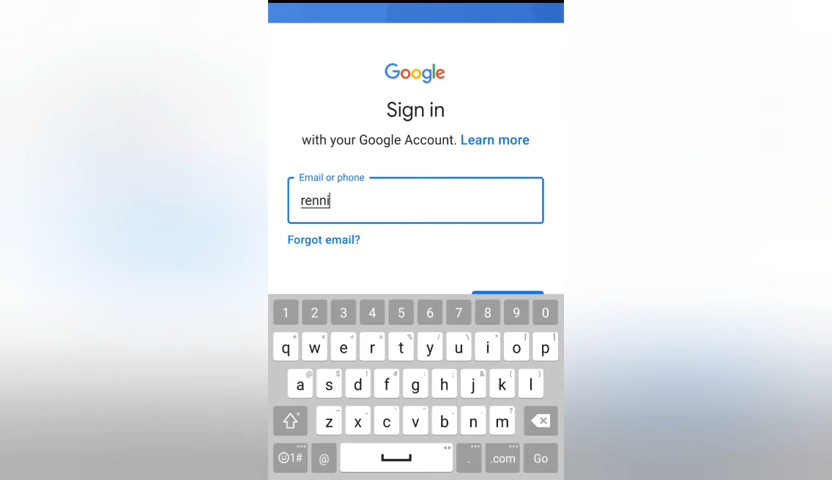 Google
Sign in
with your Google Account. Learn more
Email or phone
renni
Forgot email?
1 2 3 4 5 6 7 8 9 0
q w e r t y u i o p
a s d f g h j k l
z x c v b n m
1# @ . .com Go